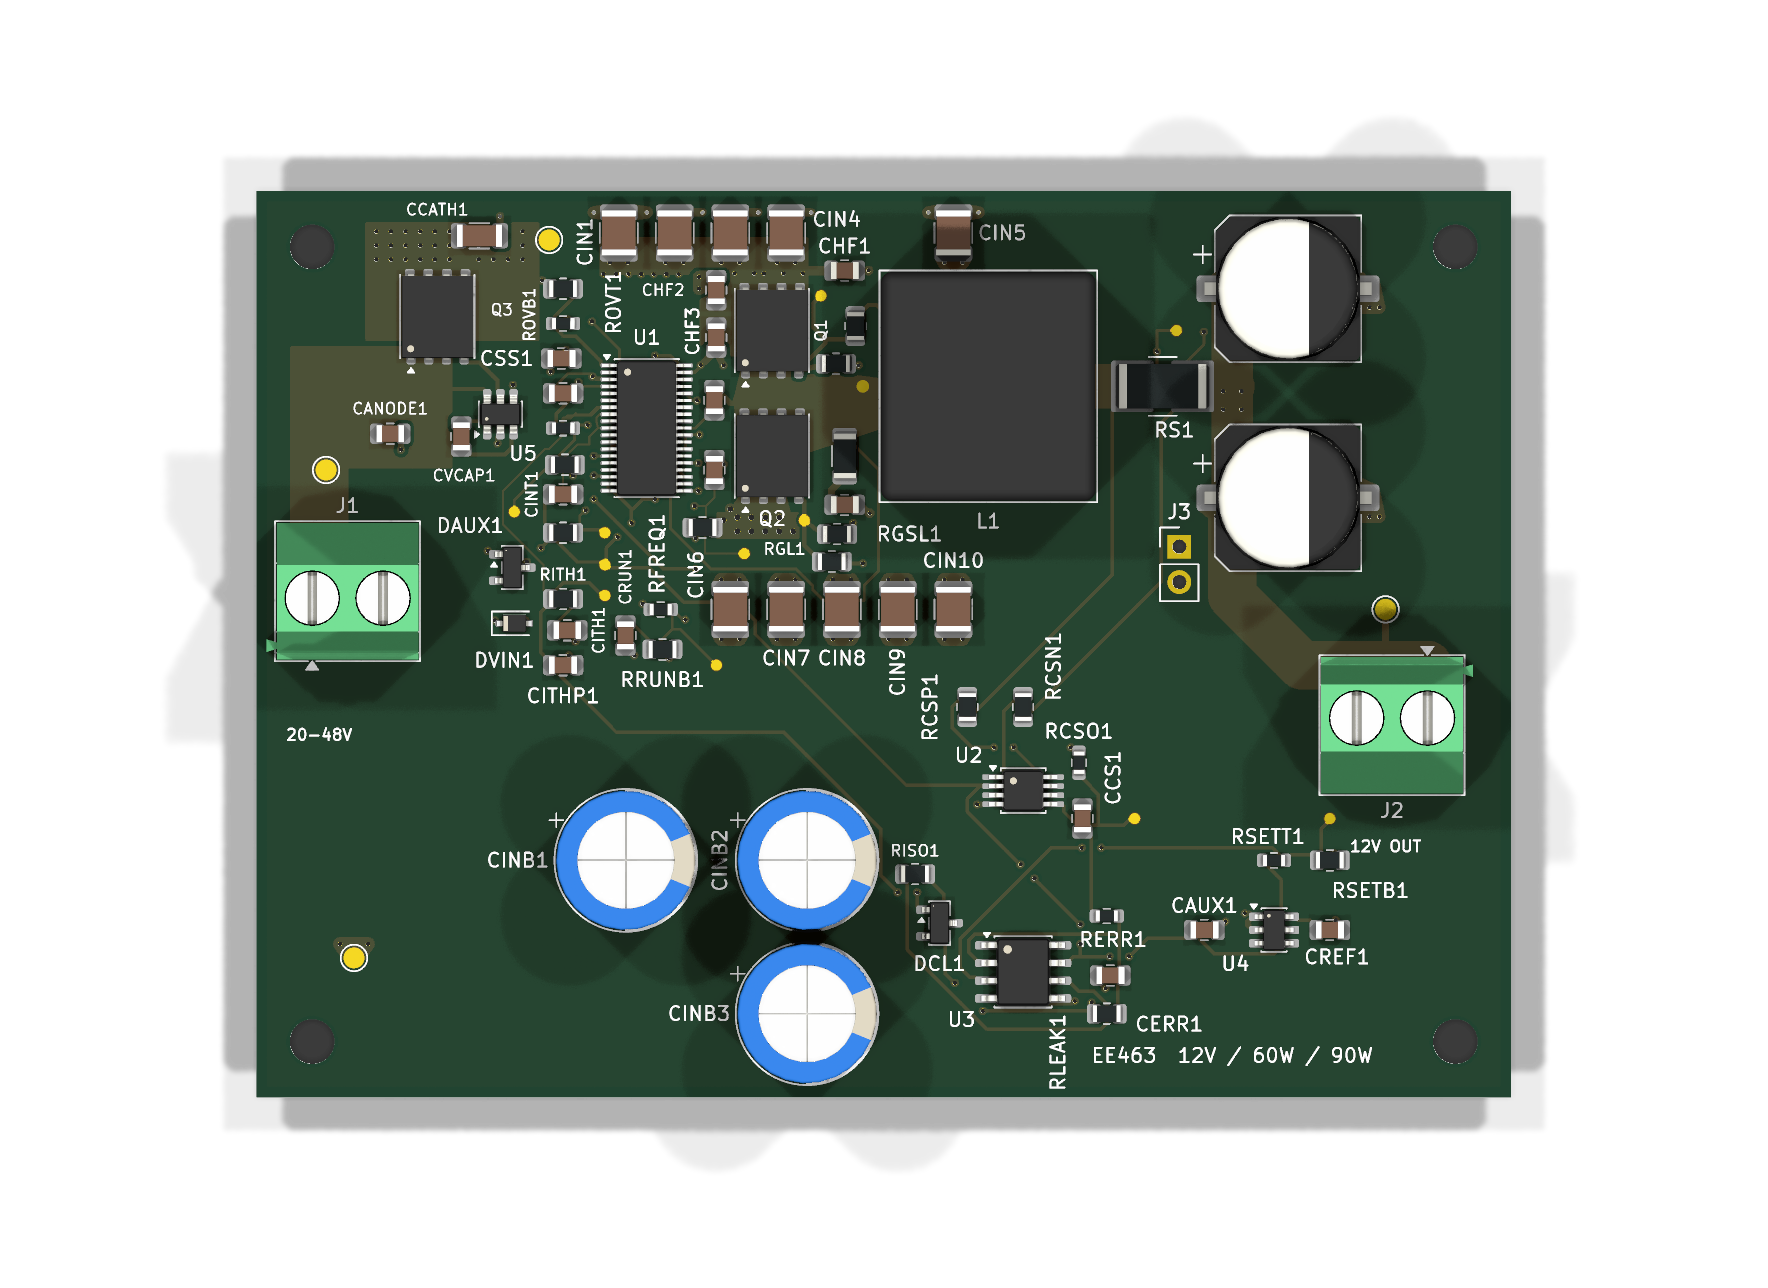 CCATH1
CIN1
CIN4
CHF1
CIN5
+
Q3
ROVB1
ROVT1
CHF2
CHF3
Q1
U1
CSS1
CANODE1
CVCAP1
U5
CINT1
J1
DAUX1
RITH1
CRUN1
RFREQ1
CIN6
Q2
RGL1
RGSL1
L1
CIN10
RS1
+
J3
DVIN1
CITH1
CITHP1
RRUNB1
CIN7
CIN8
CIN9
RCSP1
RCSN1
20-48V
U2
RCSO1
CCS1
J2
+
CINB1
+
CINB2
RISO1
RSETT1
12V OUT
RSETB1
CAUX1
RERR1
DCL1
U4
CREF1
+
CINB3
U3
RLEAK1
CERR1
EE463 12V / 60W / 90W